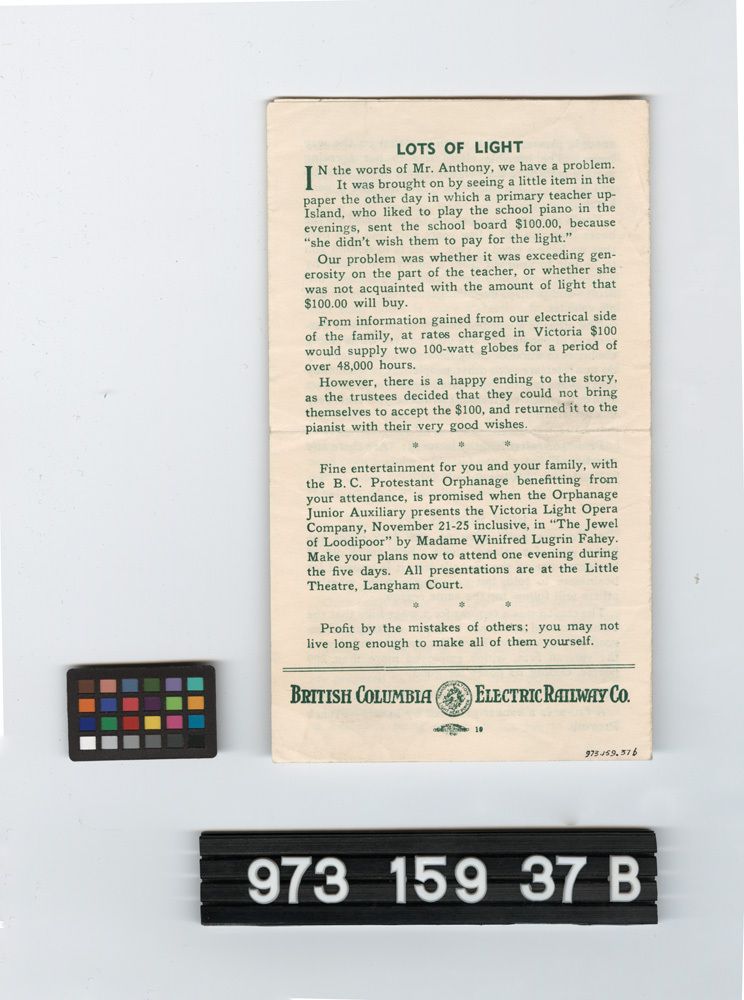 LOTS OF LIGHT
IN the words of Mr. Anthony, we have a problem.
It was brought on by seeing a little item in the
paper the other day in which a primary teacher up-
Island, who liked to play the school piano in the
evenings, sent the school board $100.00, because
"she didn't wish them to pay for the light."
Our problem was whether it was exceeding gen-
erosity on the part of the teacher, or whether she
was not acquainted with the amount of light that
$100.00 will buy.
From information gained from our electrical side
of the family, at rates charged in Victoria $100
would supply two 100-watt globes for a period of
over 48,000 hours.
However, there is a happy ending to the story,
as the trustees decided that they could not bring
themselves to accept the $100, and returned it to the
pianist with their very good wishes.
* * *
Fine entertainment for you and your family, with
the B. C. Protestant Orphanage benefitting from
your attendance, is promised when the Orphanage
Junior Auxiliary presents the Victoria Light Opera
Company, November 21-25 inclusive, in "The Jewel
of Loodipoor" by Madame Winifred Lugrin Fahey.
Make your plans now to attend one evening during
the five days. All presentations are at the Little
Theatre, Langham Court.
* * *
Profit by the mistakes of others; you may not
live long enough to make all of them yourself.
BRITISH COLUMBIA ELECTRIC RAILWAY CO.
10
973.159.37b
973 159 37 B